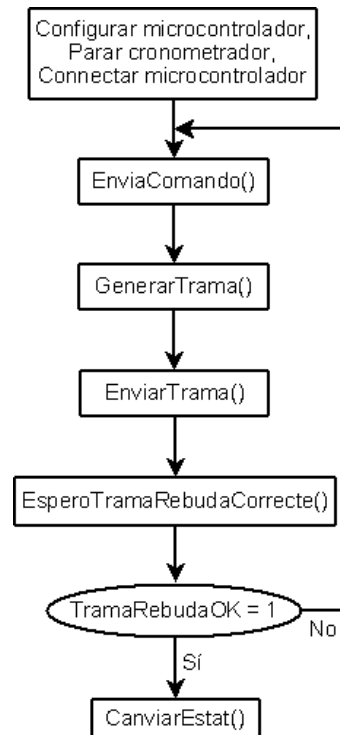 Configurar microcontrolador,
Parar cronometrador,
Connectar microcontrolador
EnviaComando()
GenerarTrama()
EnviarTrama()
EsperoTramaRebudaCorrecte()
TramaRebudaOK = 1
No
Sí
CanviarEstat()